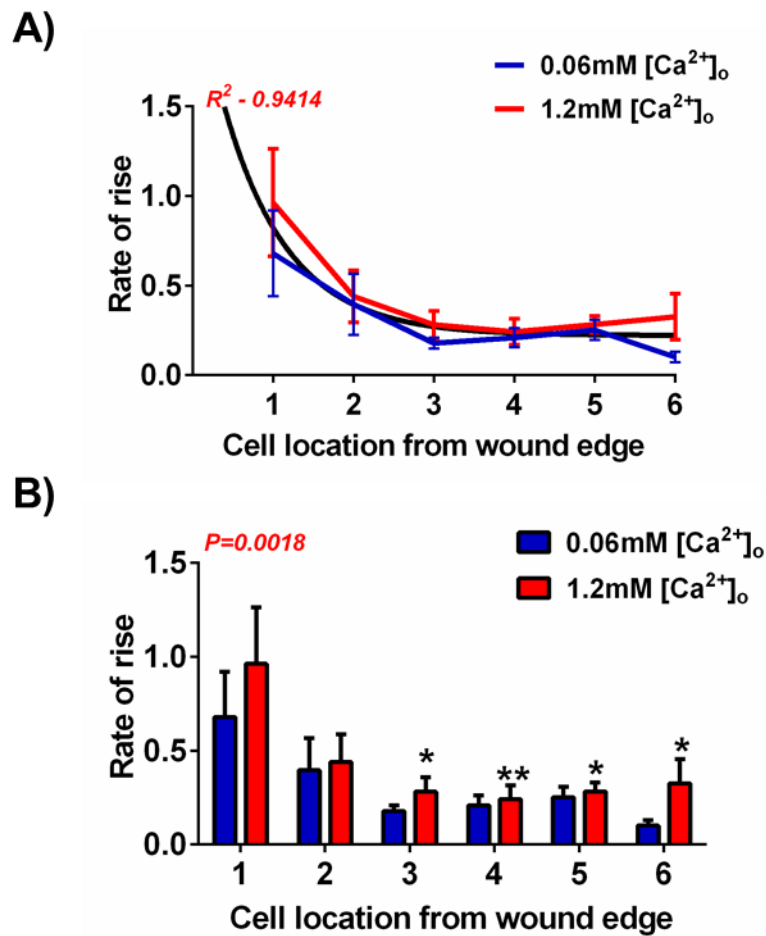 A)
0.06mM [Ca²⁺]ₒ
1.2mM [Ca²⁺]ₒ
R² - 0.9414
Rate of rise
1.5
1.0
0.5
0.0
1 2 3 4 5 6
Cell location from wound edge
B)
0.06mM [Ca²⁺]ₒ
1.2mM [Ca²⁺]ₒ
P=0.0018
Rate of rise
1.5
1.0
0.5
0.0
* ** * *
1 2 3 4 5 6
Cell location from wound edge